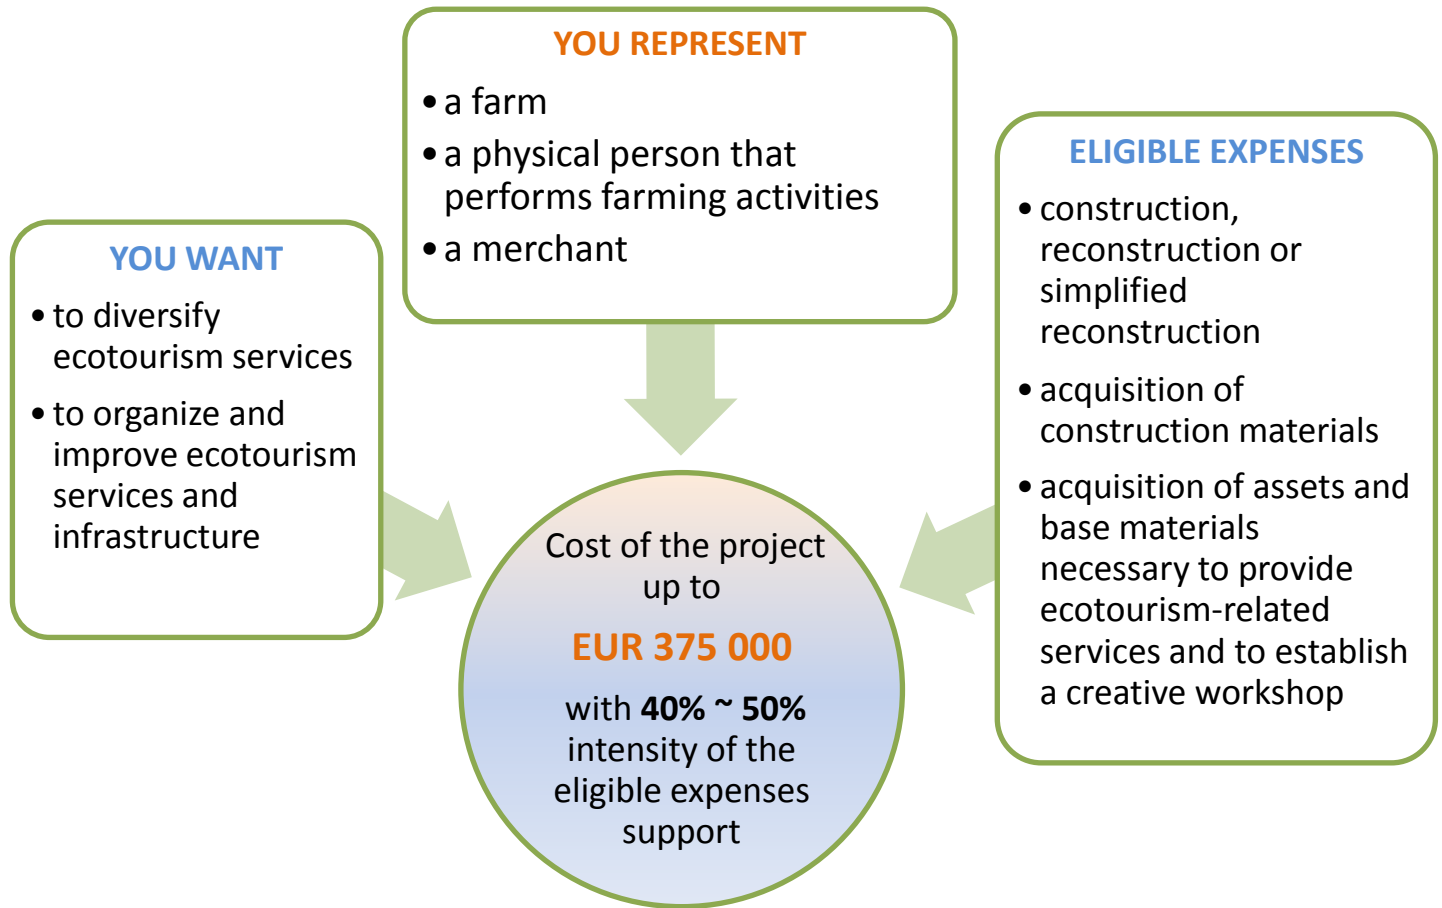 YOU REPRESENT
• a farm
• a physical person that
performs farming activities
• a merchant
YOU WANT
• to diversify
ecotourism services
• to organize and
improve ecotourism
services and
infrastructure
ELIGIBLE EXPENSES
• construction,
reconstruction or
simplified
reconstruction
• acquisition of
construction materials
• acquisition of assets and
base materials
necessary to provide
ecotourism-related
services and to establish
a creative workshop
Cost of the project
up to
EUR 375 000
with 40% ~ 50%
intensity of the
eligible expenses
support